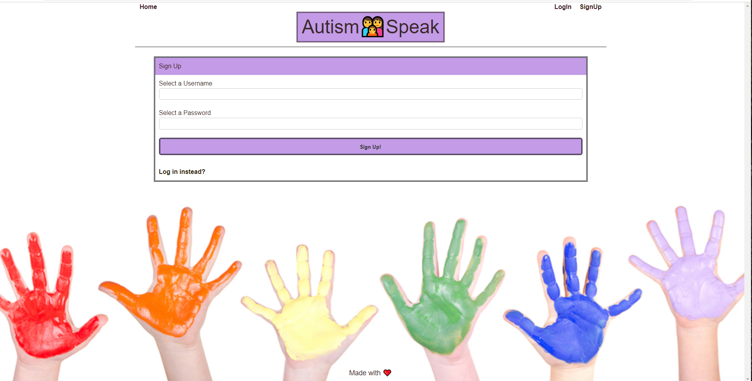 Home LogIn SignUp
Autism👨‍👩‍👧‍👦Speak
Sign Up
Select a Username
Select a Password
Sign Up!
Log in instead?
Made with ❤️